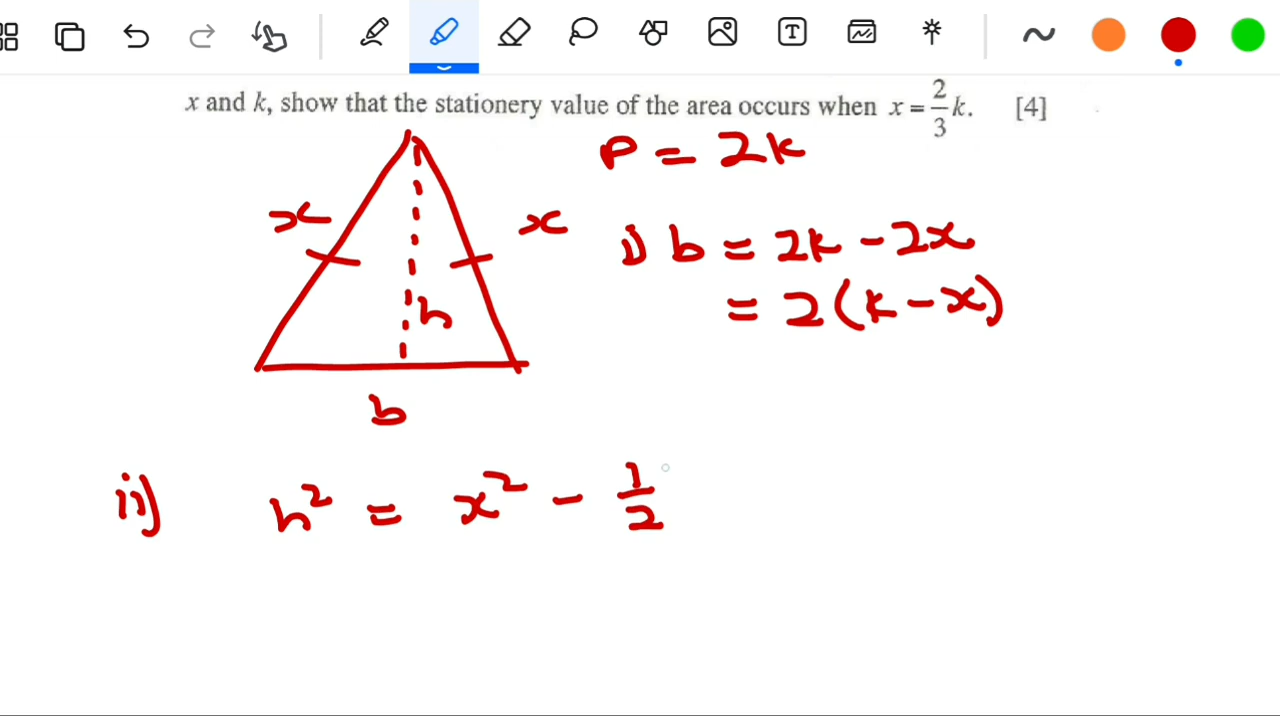 x and k, show that the stationery value of the area occurs when x = 2/3 k. [4]
P = 2k
x
x
i) b = 2k - 2x
= 2(k - x)
h
b
ii) h² = x² - 1/2